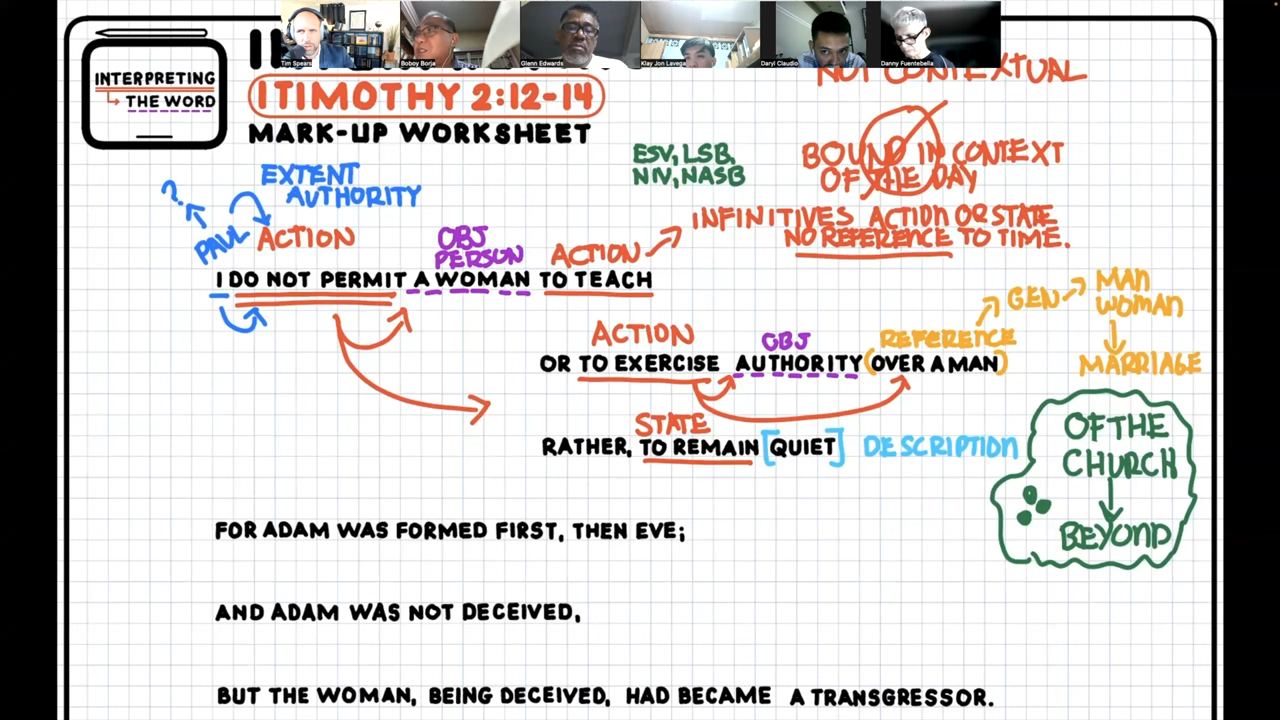 Tim Spears
Boboy Borja
Glenn Edwards
Klay Jon Lavega
Daryl Claudio
Danny Fuentebella
INTERPRETING
THE WORD
1 TIMOTHY 2:12-14
MARK-UP WORKSHEET
NOT CONTEXTUAL
ESV, LSB,
NIV, NASB
BOUND IN CONTEXT
OF THE DAY
INFINITIVES ACTION OR STATE
NO REFERENCE TO TIME.
?
EXTENT
AUTHORITY
PAUL
ACTION
OBJ
PERSON
ACTION
I DO NOT PERMIT A WOMAN TO TEACH
GEN
MAN
WOMAN
MARRIAGE
ACTION
OBJ
REFERENCE
OR TO EXERCISE AUTHORITY (OVER A MAN)
STATE
RATHER, TO REMAIN [QUIET] DESCRIPTION
OF THE
CHURCH
BEYOND
FOR ADAM WAS FORMED FIRST, THEN EVE;
AND ADAM WAS NOT DECEIVED,
BUT THE WOMAN, BEING DECEIVED, HAD BECAME A TRANSGRESSOR.